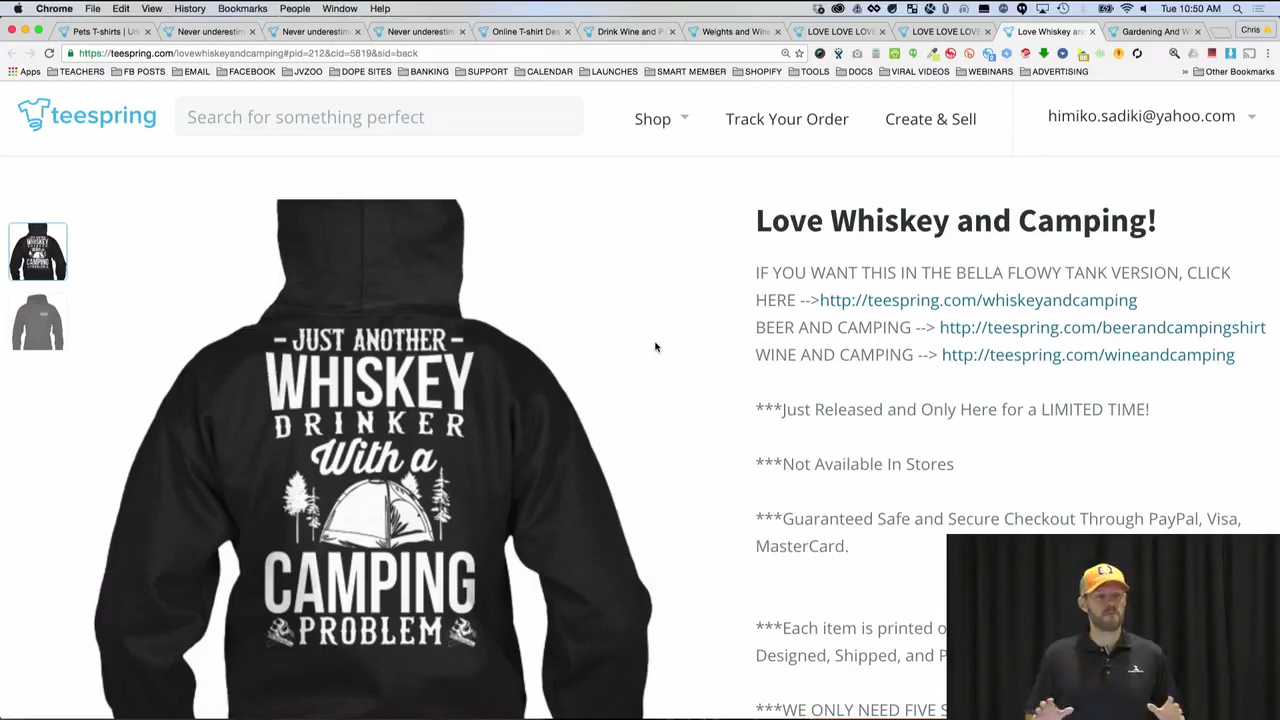 Chrome File Edit View History Bookmarks People Window Help
Tue 10:50 AM
Pets T-shirts | Uni
Never underestim
Never underestim
Never underestim
Online T-shirt Des
Drink Wine and P
Weights and Wine
LOVE LOVE LOVE
LOVE LOVE LOVE
Love Whiskey and
Gardening And W
Chris
https://teespring.com/lovewhiskeyandcamping#pid=212&cid=5819&sid=back
Apps TEACHERS FB POSTS EMAIL FACEBOOK JVZOO DOPE SITES BANKING SUPPORT CALENDAR LAUNCHES SMART MEMBER SHOPIFY TOOLS DOCS VIRAL VIDEOS WEBINARS ADVERTISING » Other Bookmarks
teespring
Search for something perfect
Shop
Track Your Order
Create & Sell
himiko.sadiki@yahoo.com
- JUST ANOTHER -
WHISKEY
DRINKER
With a
CAMPING
PROBLEM
Love Whiskey and Camping!
IF YOU WANT THIS IN THE BELLA FLOWY TANK VERSION, CLICK
HERE -->http://teespring.com/whiskeyandcamping
BEER AND CAMPING --> http://teespring.com/beerandcampingshirt
WINE AND CAMPING --> http://teespring.com/wineandcamping
***Just Released and Only Here for a LIMITED TIME!
***Not Available In Stores
***Guaranteed Safe and Secure Checkout Through PayPal, Visa,
MasterCard.
***Each item is printed o
Designed, Shipped, and P
***WE ONLY NEED FIVE S